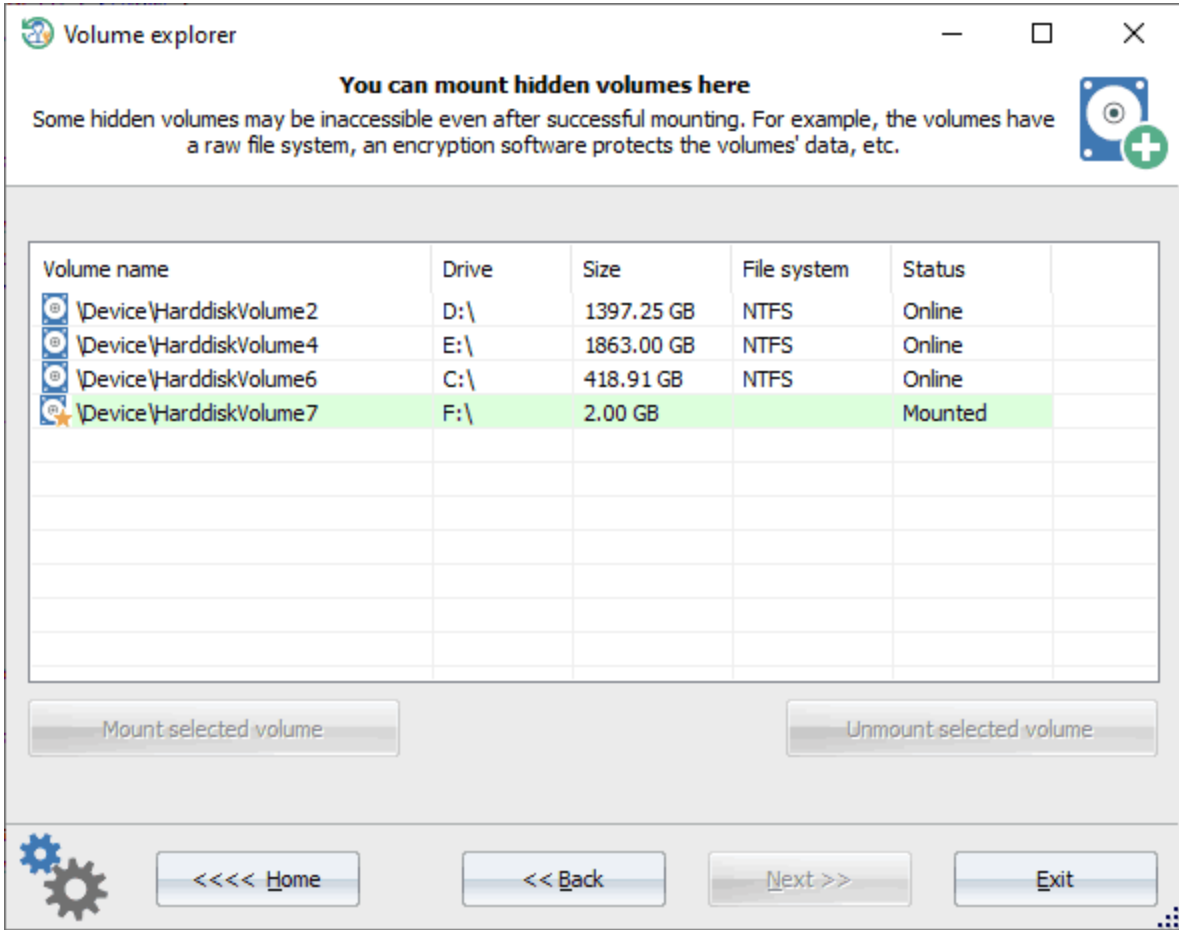 Volume explorer
You can mount hidden volumes here
Some hidden volumes may be inaccessible even after successful mounting. For example, the volumes have
a raw file system, an encryption software protects the volumes' data, etc.
Volume name Drive Size File system Status
\Device\HarddiskVolume2 D:\ 1397.25 GB NTFS Online
\Device\HarddiskVolume4 E:\ 1863.00 GB NTFS Online
\Device\HarddiskVolume6 C:\ 418.91 GB NTFS Online
\Device\HarddiskVolume7 F:\ 2.00 GB Mounted
Mount selected volume Unmount selected volume
<<<< Home << Back Next >> Exit